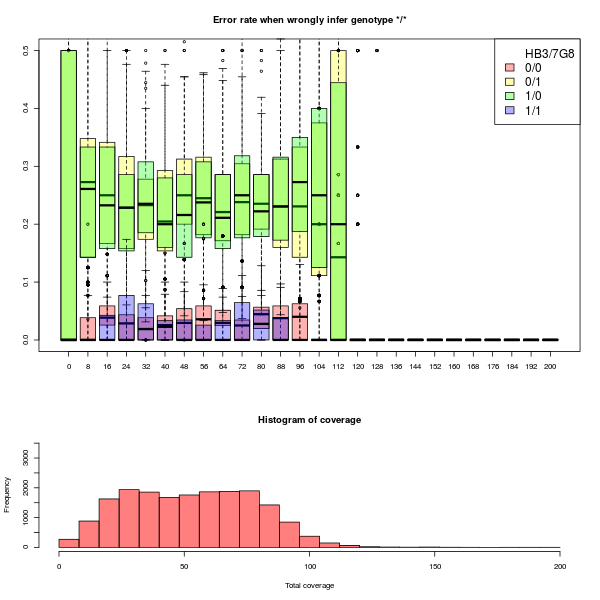 Error rate when wrongly infer genotype */*
HB3/7G8
0/0
0/1
1/0
1/1
0.5
0.4
0.3
0.2
0.1
0.0
0 8 16 24 32 40 48 56 64 72 80 88 96 104 112 120 128 136 144 152 160 168 176 184 192 200
Histogram of coverage
Frequency
3000
2000
1000
0
0 50 100 150 200
Total coverage